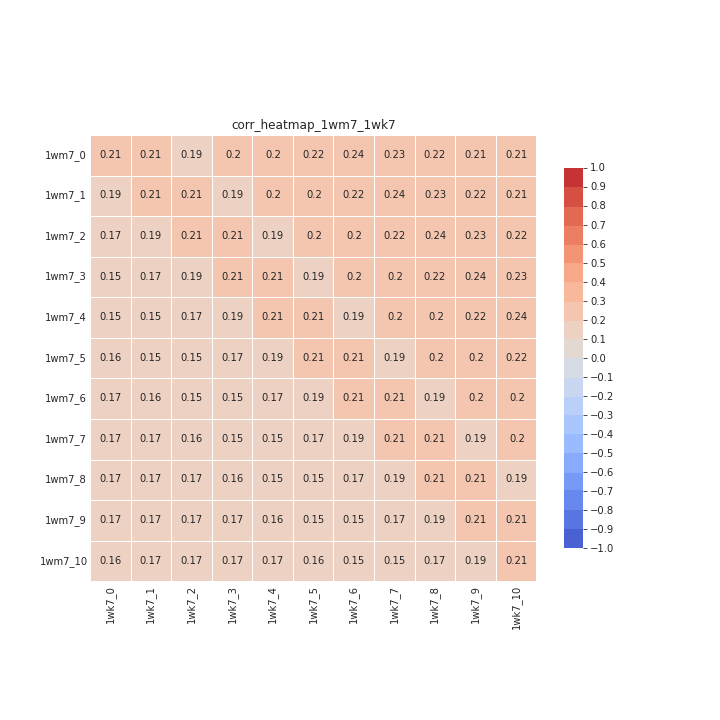 corr_heatmap_1wm7_1wk7
1wm7_0 0.21 0.21 0.19 0.2 0.2 0.22 0.24 0.23 0.22 0.21 0.21
1wm7_1 0.19 0.21 0.21 0.19 0.2 0.2 0.22 0.24 0.23 0.22 0.21
1wm7_2 0.17 0.19 0.21 0.21 0.19 0.2 0.2 0.22 0.24 0.23 0.22
1wm7_3 0.15 0.17 0.19 0.21 0.21 0.19 0.2 0.2 0.22 0.24 0.23
1wm7_4 0.15 0.15 0.17 0.19 0.21 0.21 0.19 0.2 0.2 0.22 0.24
1wm7_5 0.16 0.15 0.15 0.17 0.19 0.21 0.21 0.19 0.2 0.2 0.22
1wm7_6 0.17 0.16 0.15 0.15 0.17 0.19 0.21 0.21 0.19 0.2 0.2
1wm7_7 0.17 0.17 0.16 0.15 0.15 0.17 0.19 0.21 0.21 0.19 0.2
1wm7_8 0.17 0.17 0.17 0.16 0.15 0.15 0.17 0.19 0.21 0.21 0.19
1wm7_9 0.17 0.17 0.17 0.17 0.16 0.15 0.15 0.17 0.19 0.21 0.21
1wm7_10 0.16 0.17 0.17 0.17 0.17 0.16 0.15 0.15 0.17 0.19 0.21
1wk7_0 1wk7_1 1wk7_2 1wk7_3 1wk7_4 1wk7_5 1wk7_6 1wk7_7 1wk7_8 1wk7_9 1wk7_10
1.0
0.9
0.8
0.7
0.6
0.5
0.4
0.3
0.2
0.1
0.0
−0.1
−0.2
−0.3
−0.4
−0.5
−0.6
−0.7
−0.8
−0.9
−1.0